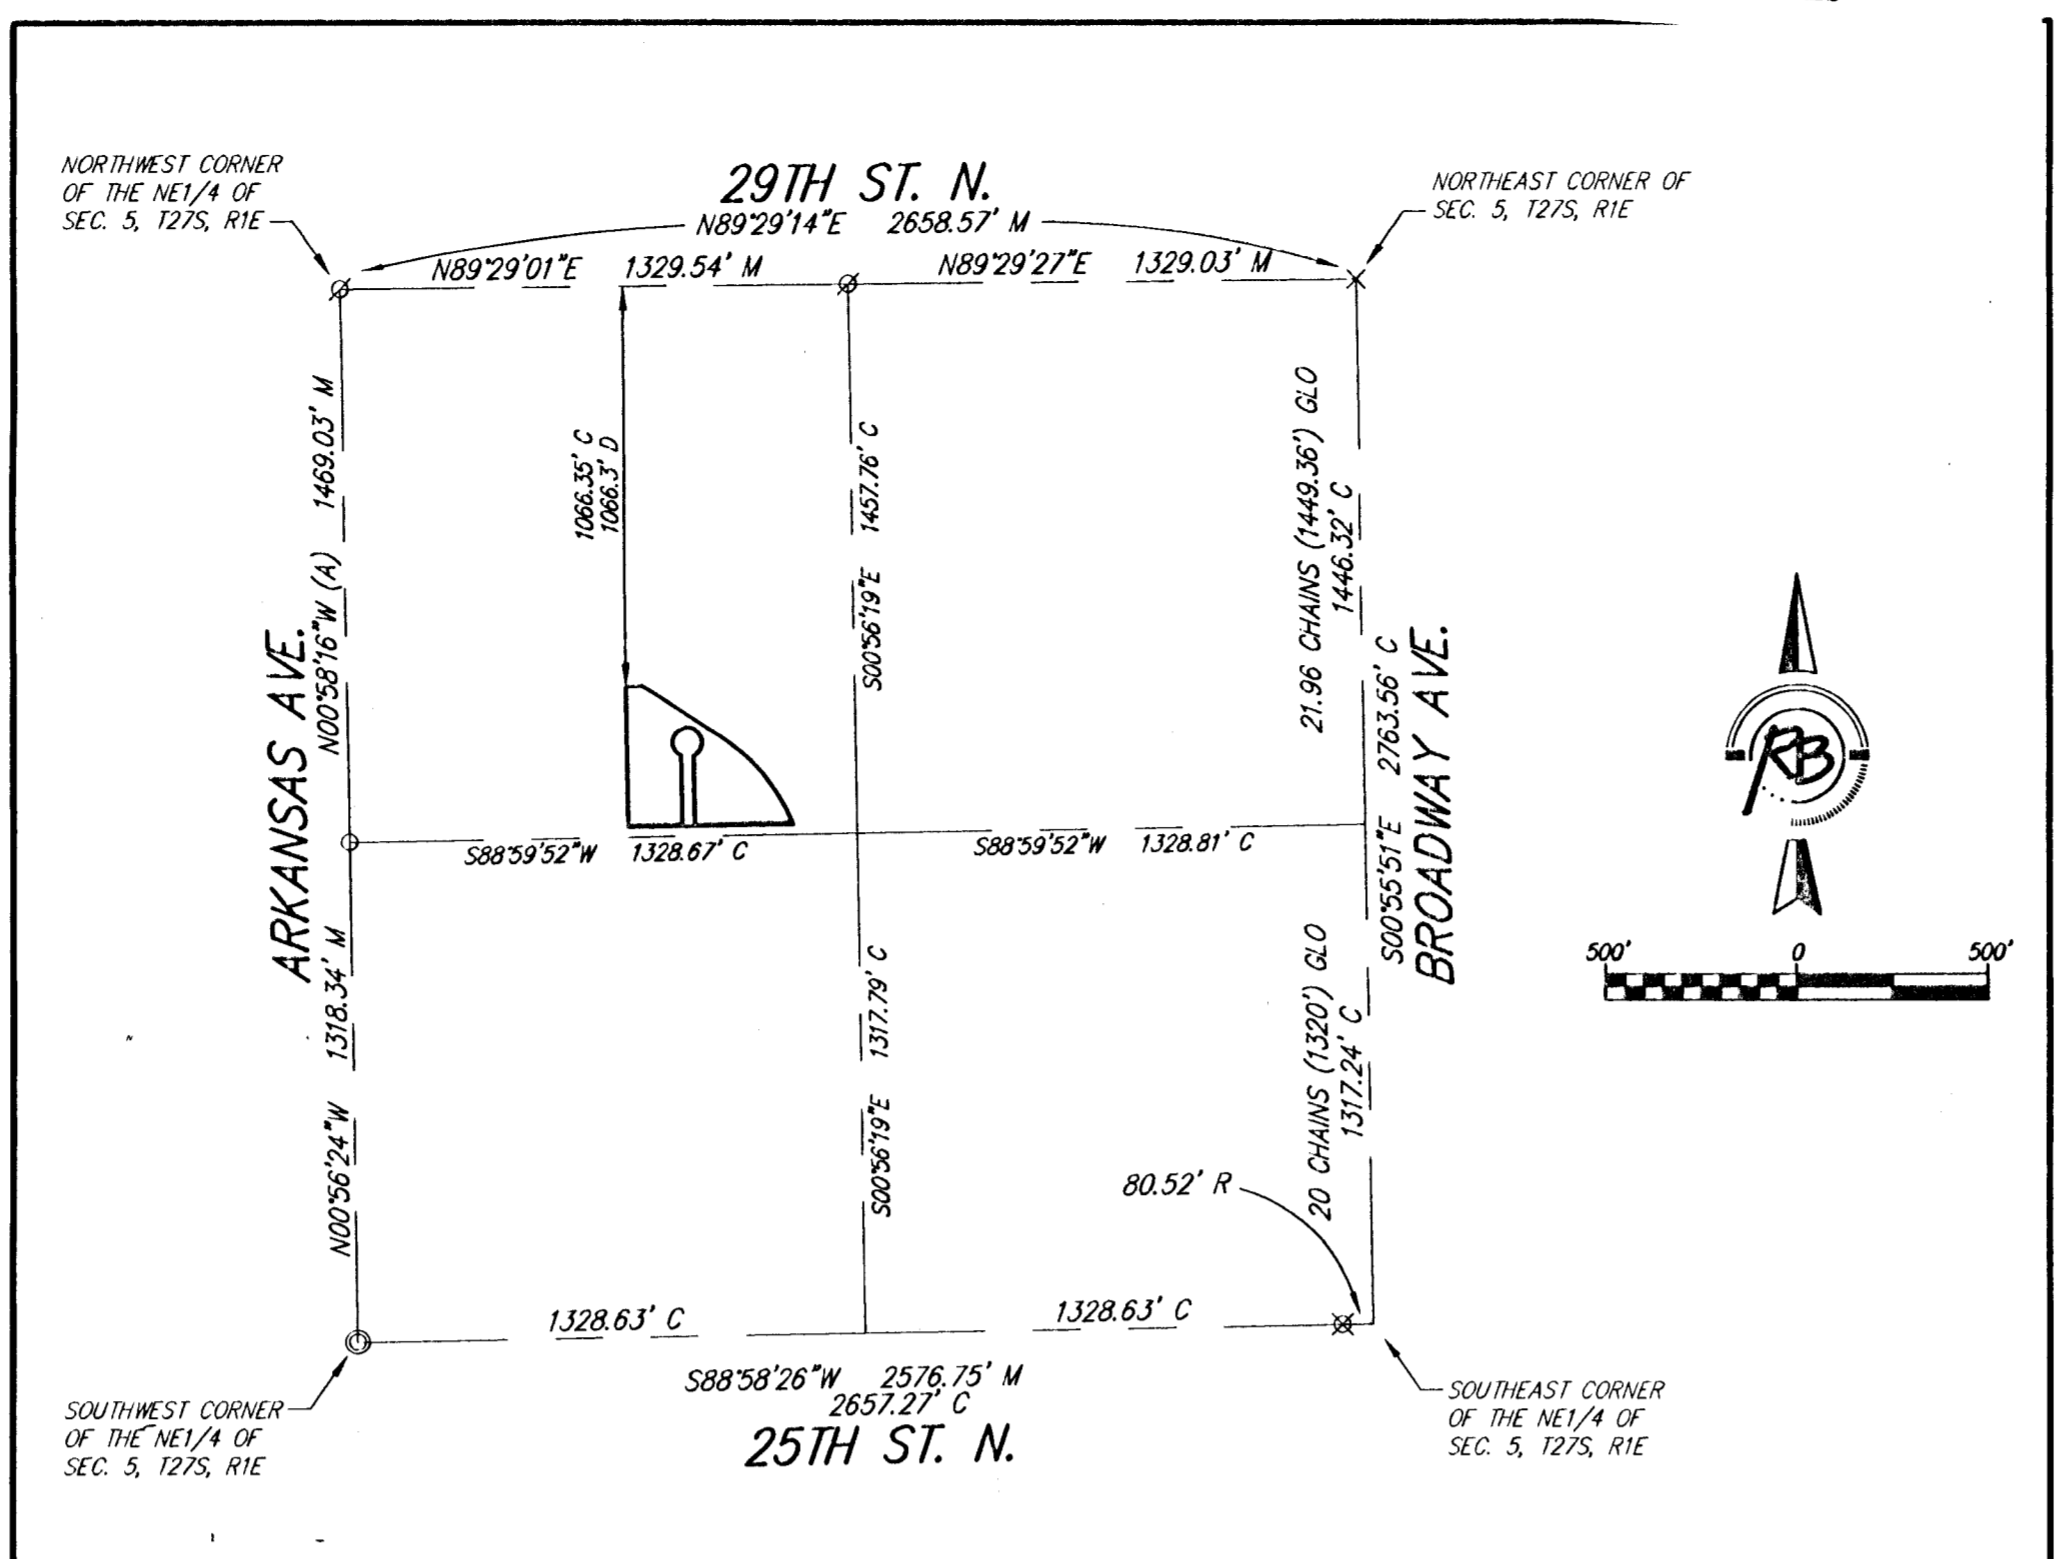 NORTHWEST CORNER
OF THE NE1/4 OF
SEC. 5, T27S, R1E
29TH ST. N.
N89°29'14"E 2658.57' M
NORTHEAST CORNER OF
SEC. 5, T27S, R1E
N89°29'01"E 1329.54' M
N89°29'27"E 1329.03' M
ARKANSAS AVE.
N00°58'16"W (A) 1469.03' M
1066.35' C
1066.3' D
S00°56'19"E 1457.76' C
21.96 CHAINS (1449.36') GLO
1446.32' C
S00°55'51"E 2763.56' C
BROADWAY AVE.
RB
500' 0 500'
S88°59'52"W 1328.67' C
S88°59'52"W 1328.81' C
N00°56'24"W 1318.34' M
S00°56'19"E 1317.79' C
20 CHAINS (1320') GLO
1317.24' C
80.52' R
1328.63' C
1328.63' C
S88°58'26"W 2576.75' M
2657.27' C
25TH ST. N.
SOUTHWEST CORNER
OF THE NE1/4 OF
SEC. 5, T27S, R1E
SOUTHEAST CORNER
OF THE NE1/4 OF
SEC. 5, T27S, R1E